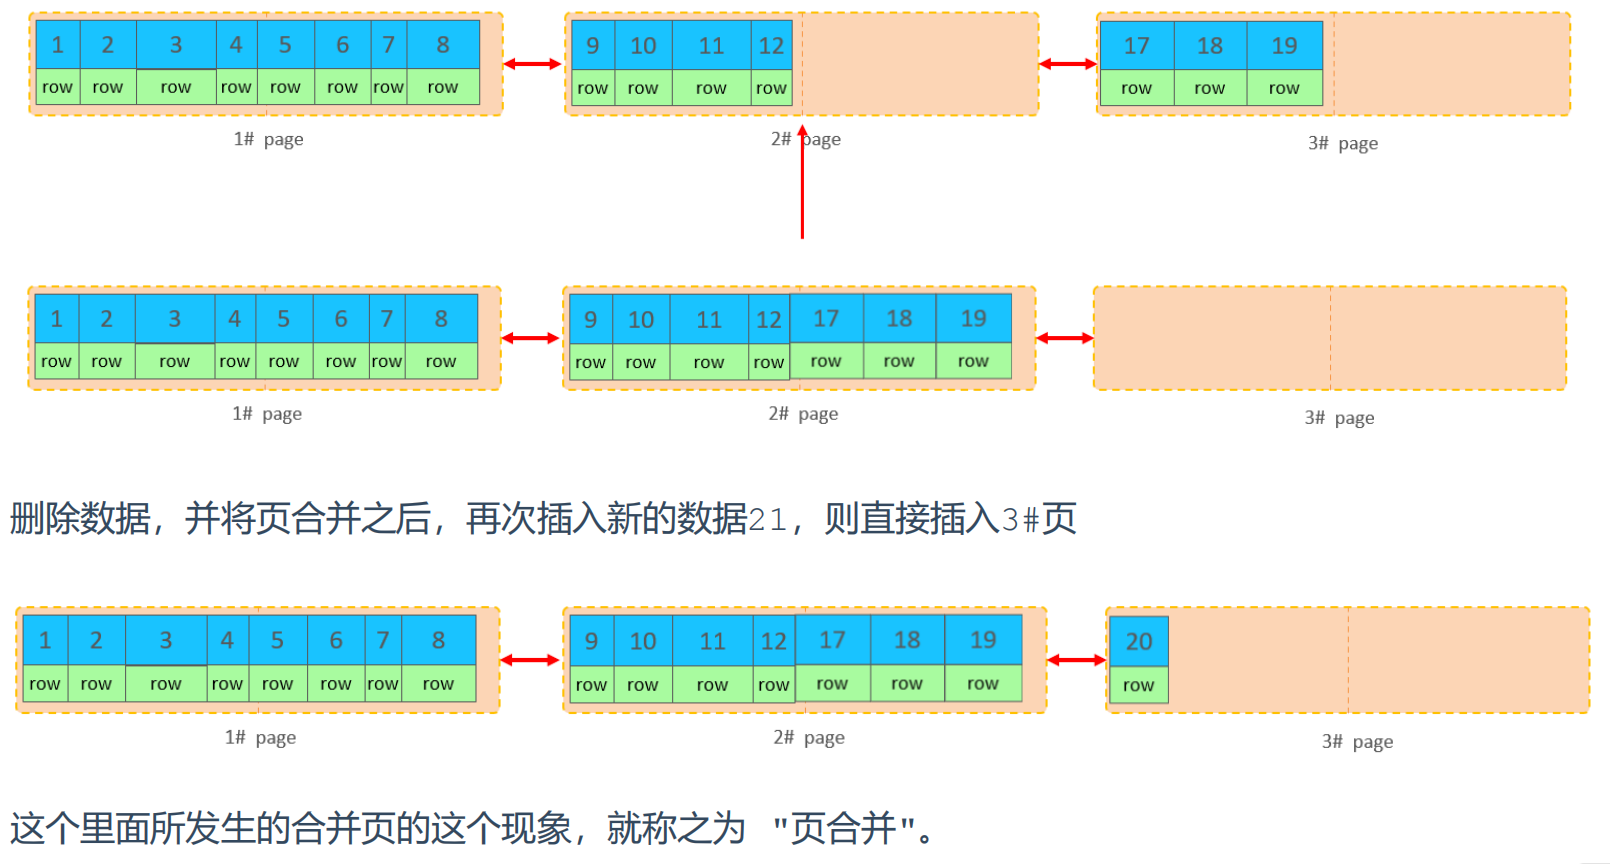 1 2 3 4 5 6 7 8 9 10 11 12 17 18 19
row row row row row row row row row row row row row row row
1# page 2# page 3# page
1 2 3 4 5 6 7 8 9 10 11 12 17 18 19
row row row row row row row row row row row row row row row
1# page 2# page 3# page
删除数据，并将页合并之后，再次插入新的数据21，则直接插入3#页
1 2 3 4 5 6 7 8 9 10 11 12 17 18 19 20
row row row row row row row row row row row row row row row row
1# page 2# page 3# page
这个里面所发生的合并页的这个现象，就称之为 "页合并"。